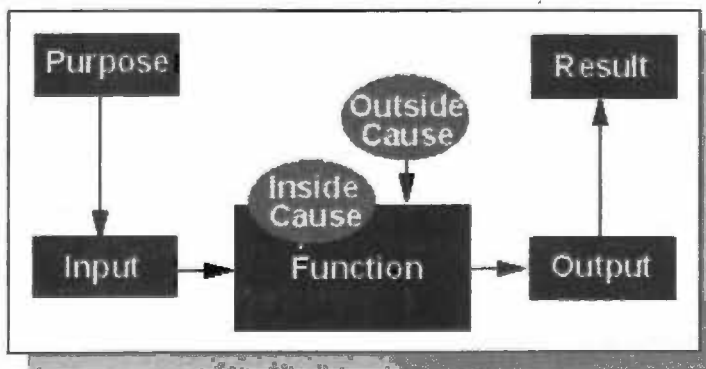 Purpose
Result
Outside
Cause
Inside
Cause
Input
Function
Output